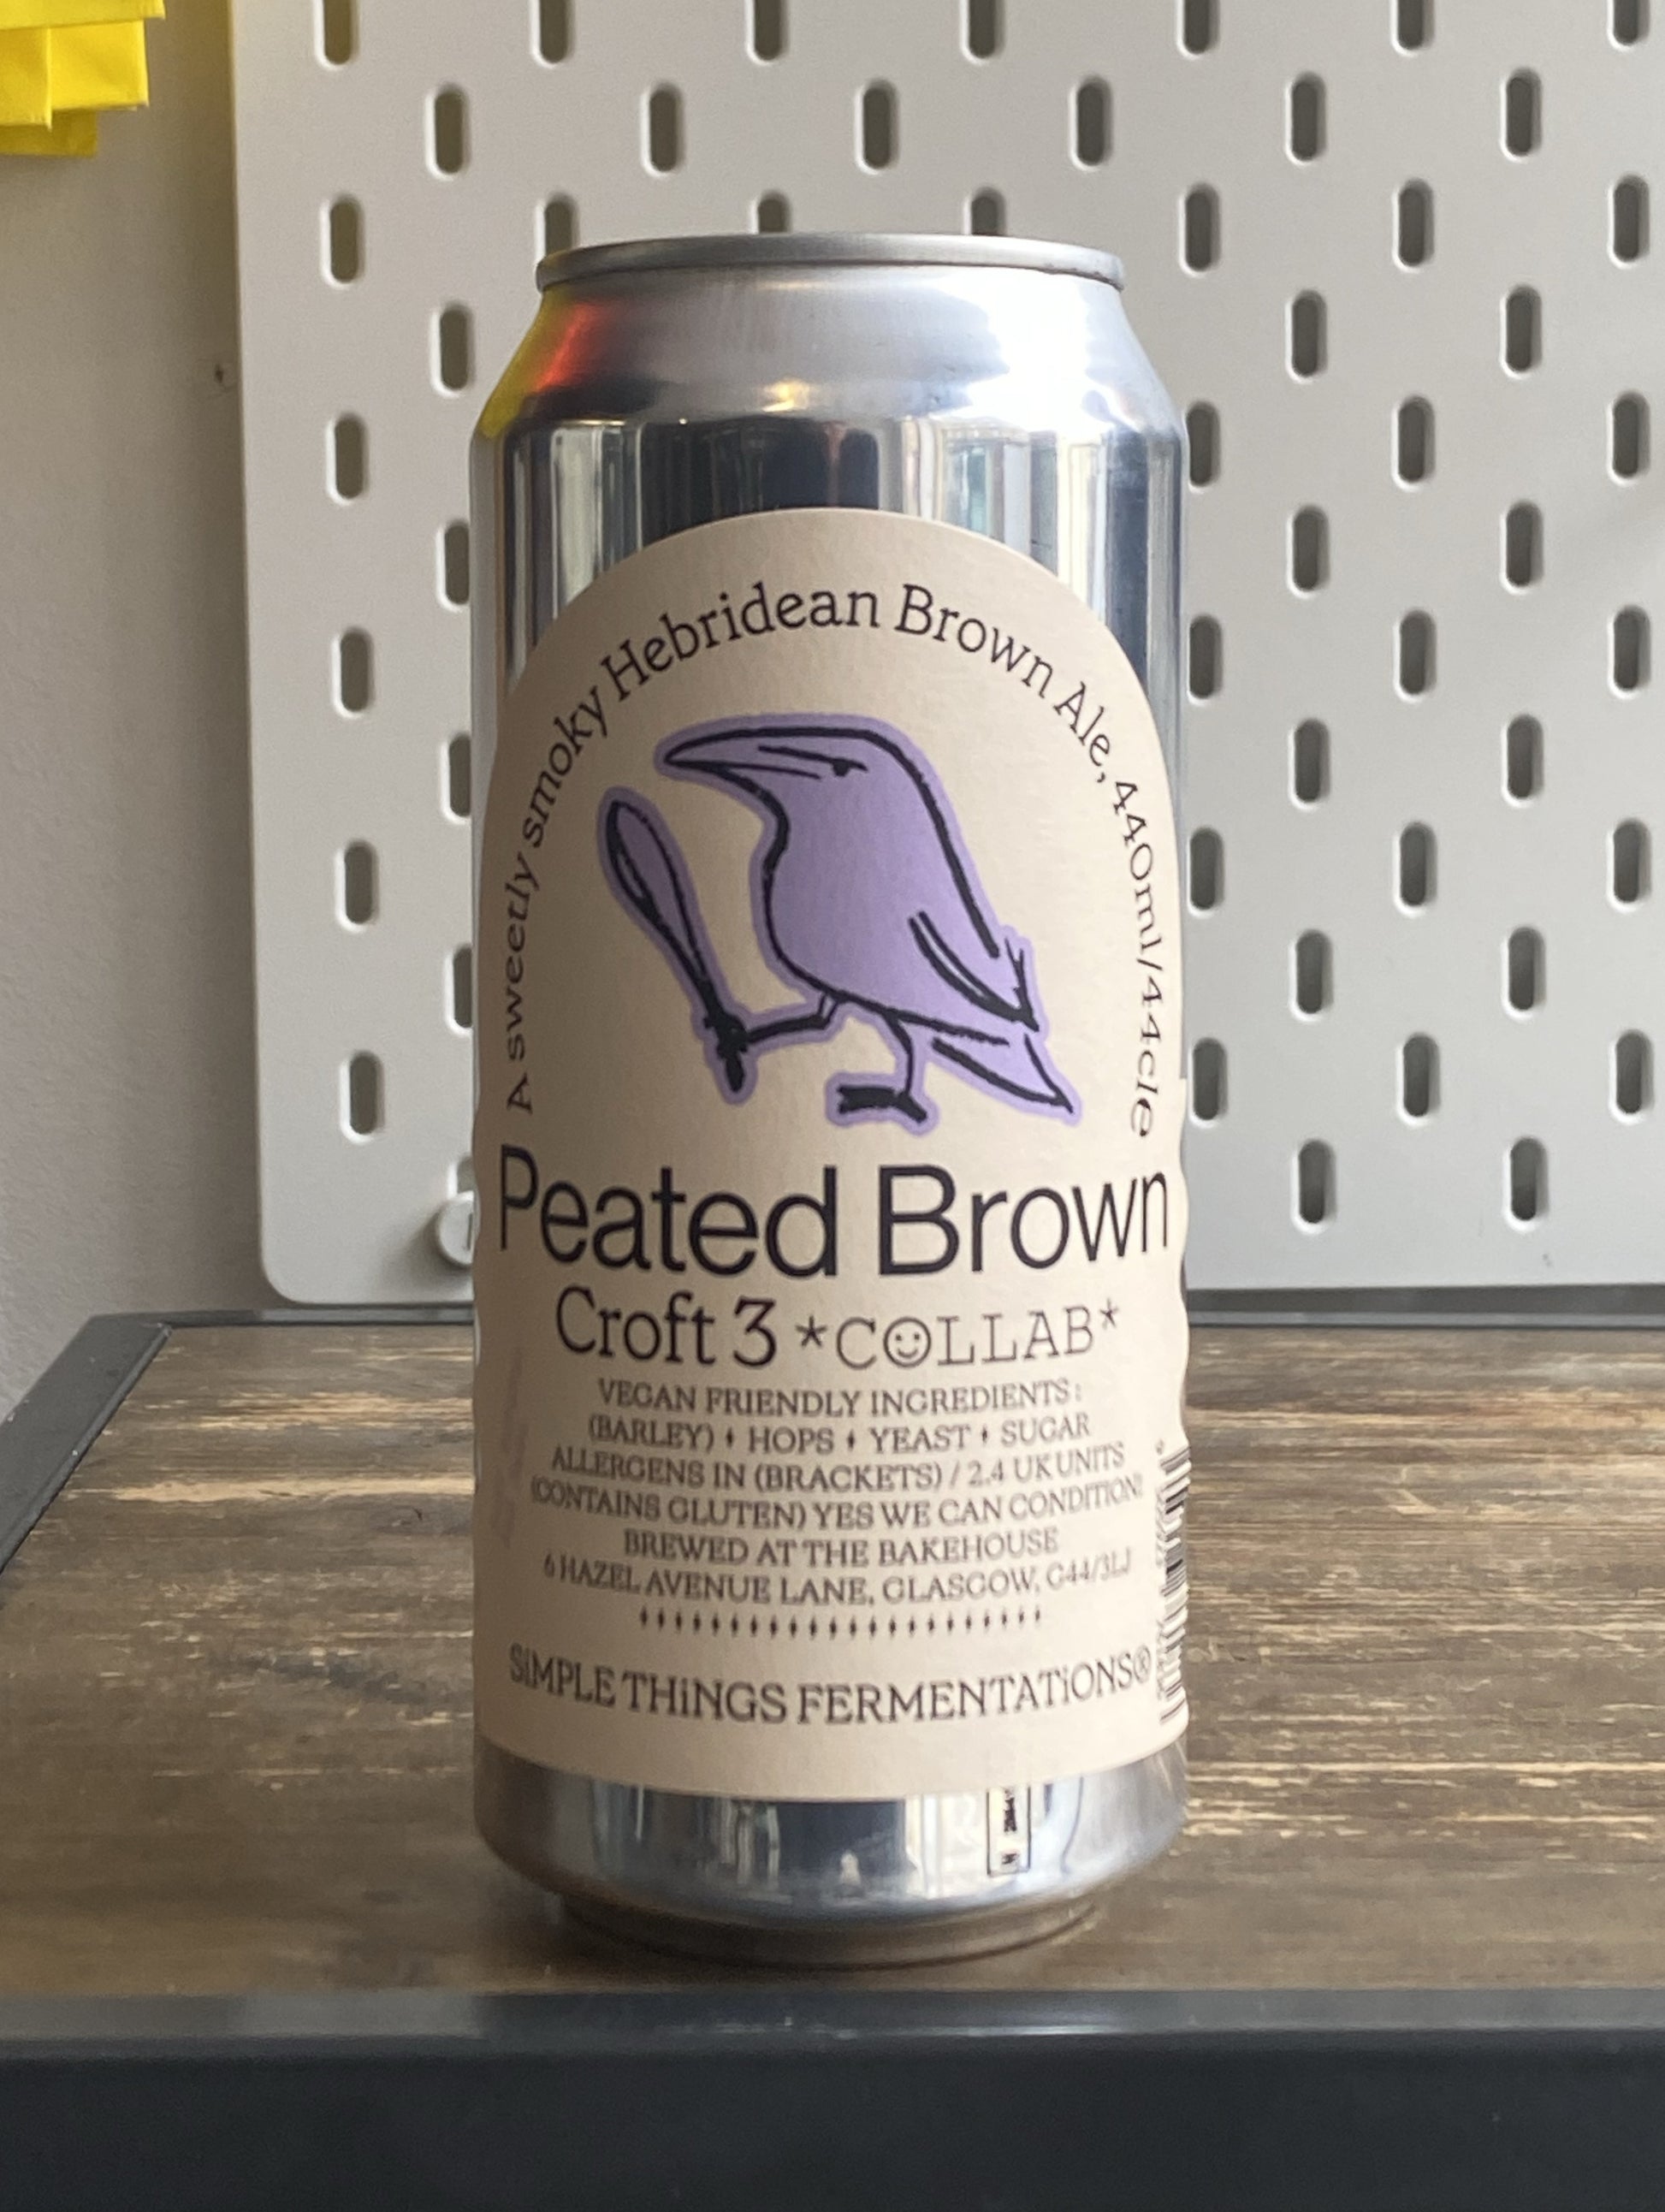 A sweetly smoky Hebridean Brown Ale, 440ml/44cle
Peated Brown
Croft 3 *COLLAB*
VEGAN FRIENDLY INGREDIENTS:
(BARLEY) HOPS YEAST SUGAR
ALLERGENS IN (BRACKETS) / 2.4 UK UNITS
(CONTAINS GLUTEN) YES WE CAN CONDITION!
BREWED AT THE BAKEHOUSE
6 HAZEL AVENUE LANE, GLASGOW, G44/3LJ
SiMPLE THiNGS FERMENTATiONS®